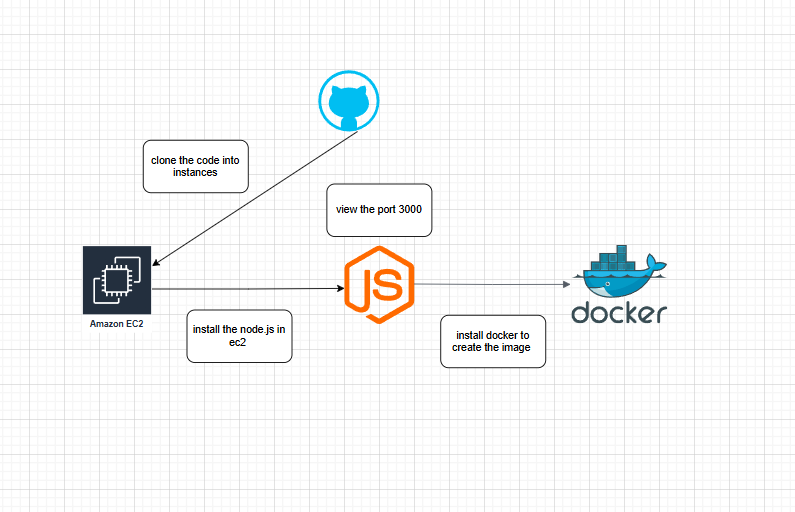 clone the code into
instances
view the port 3000
JS
Amazon EC2
install the node.js in
ec2
docker
install docker to
create the image